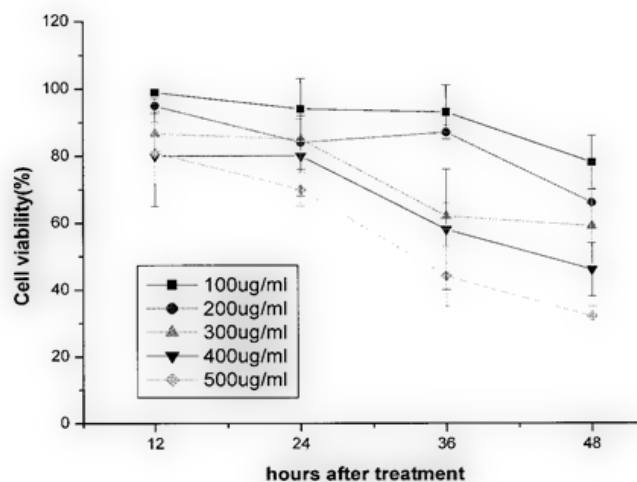 120
100
80
60
40
20
0
Cell viability(%)
100ug/ml
200ug/ml
300ug/ml
400ug/ml
500ug/ml
12
24
36
48
hours after treatment